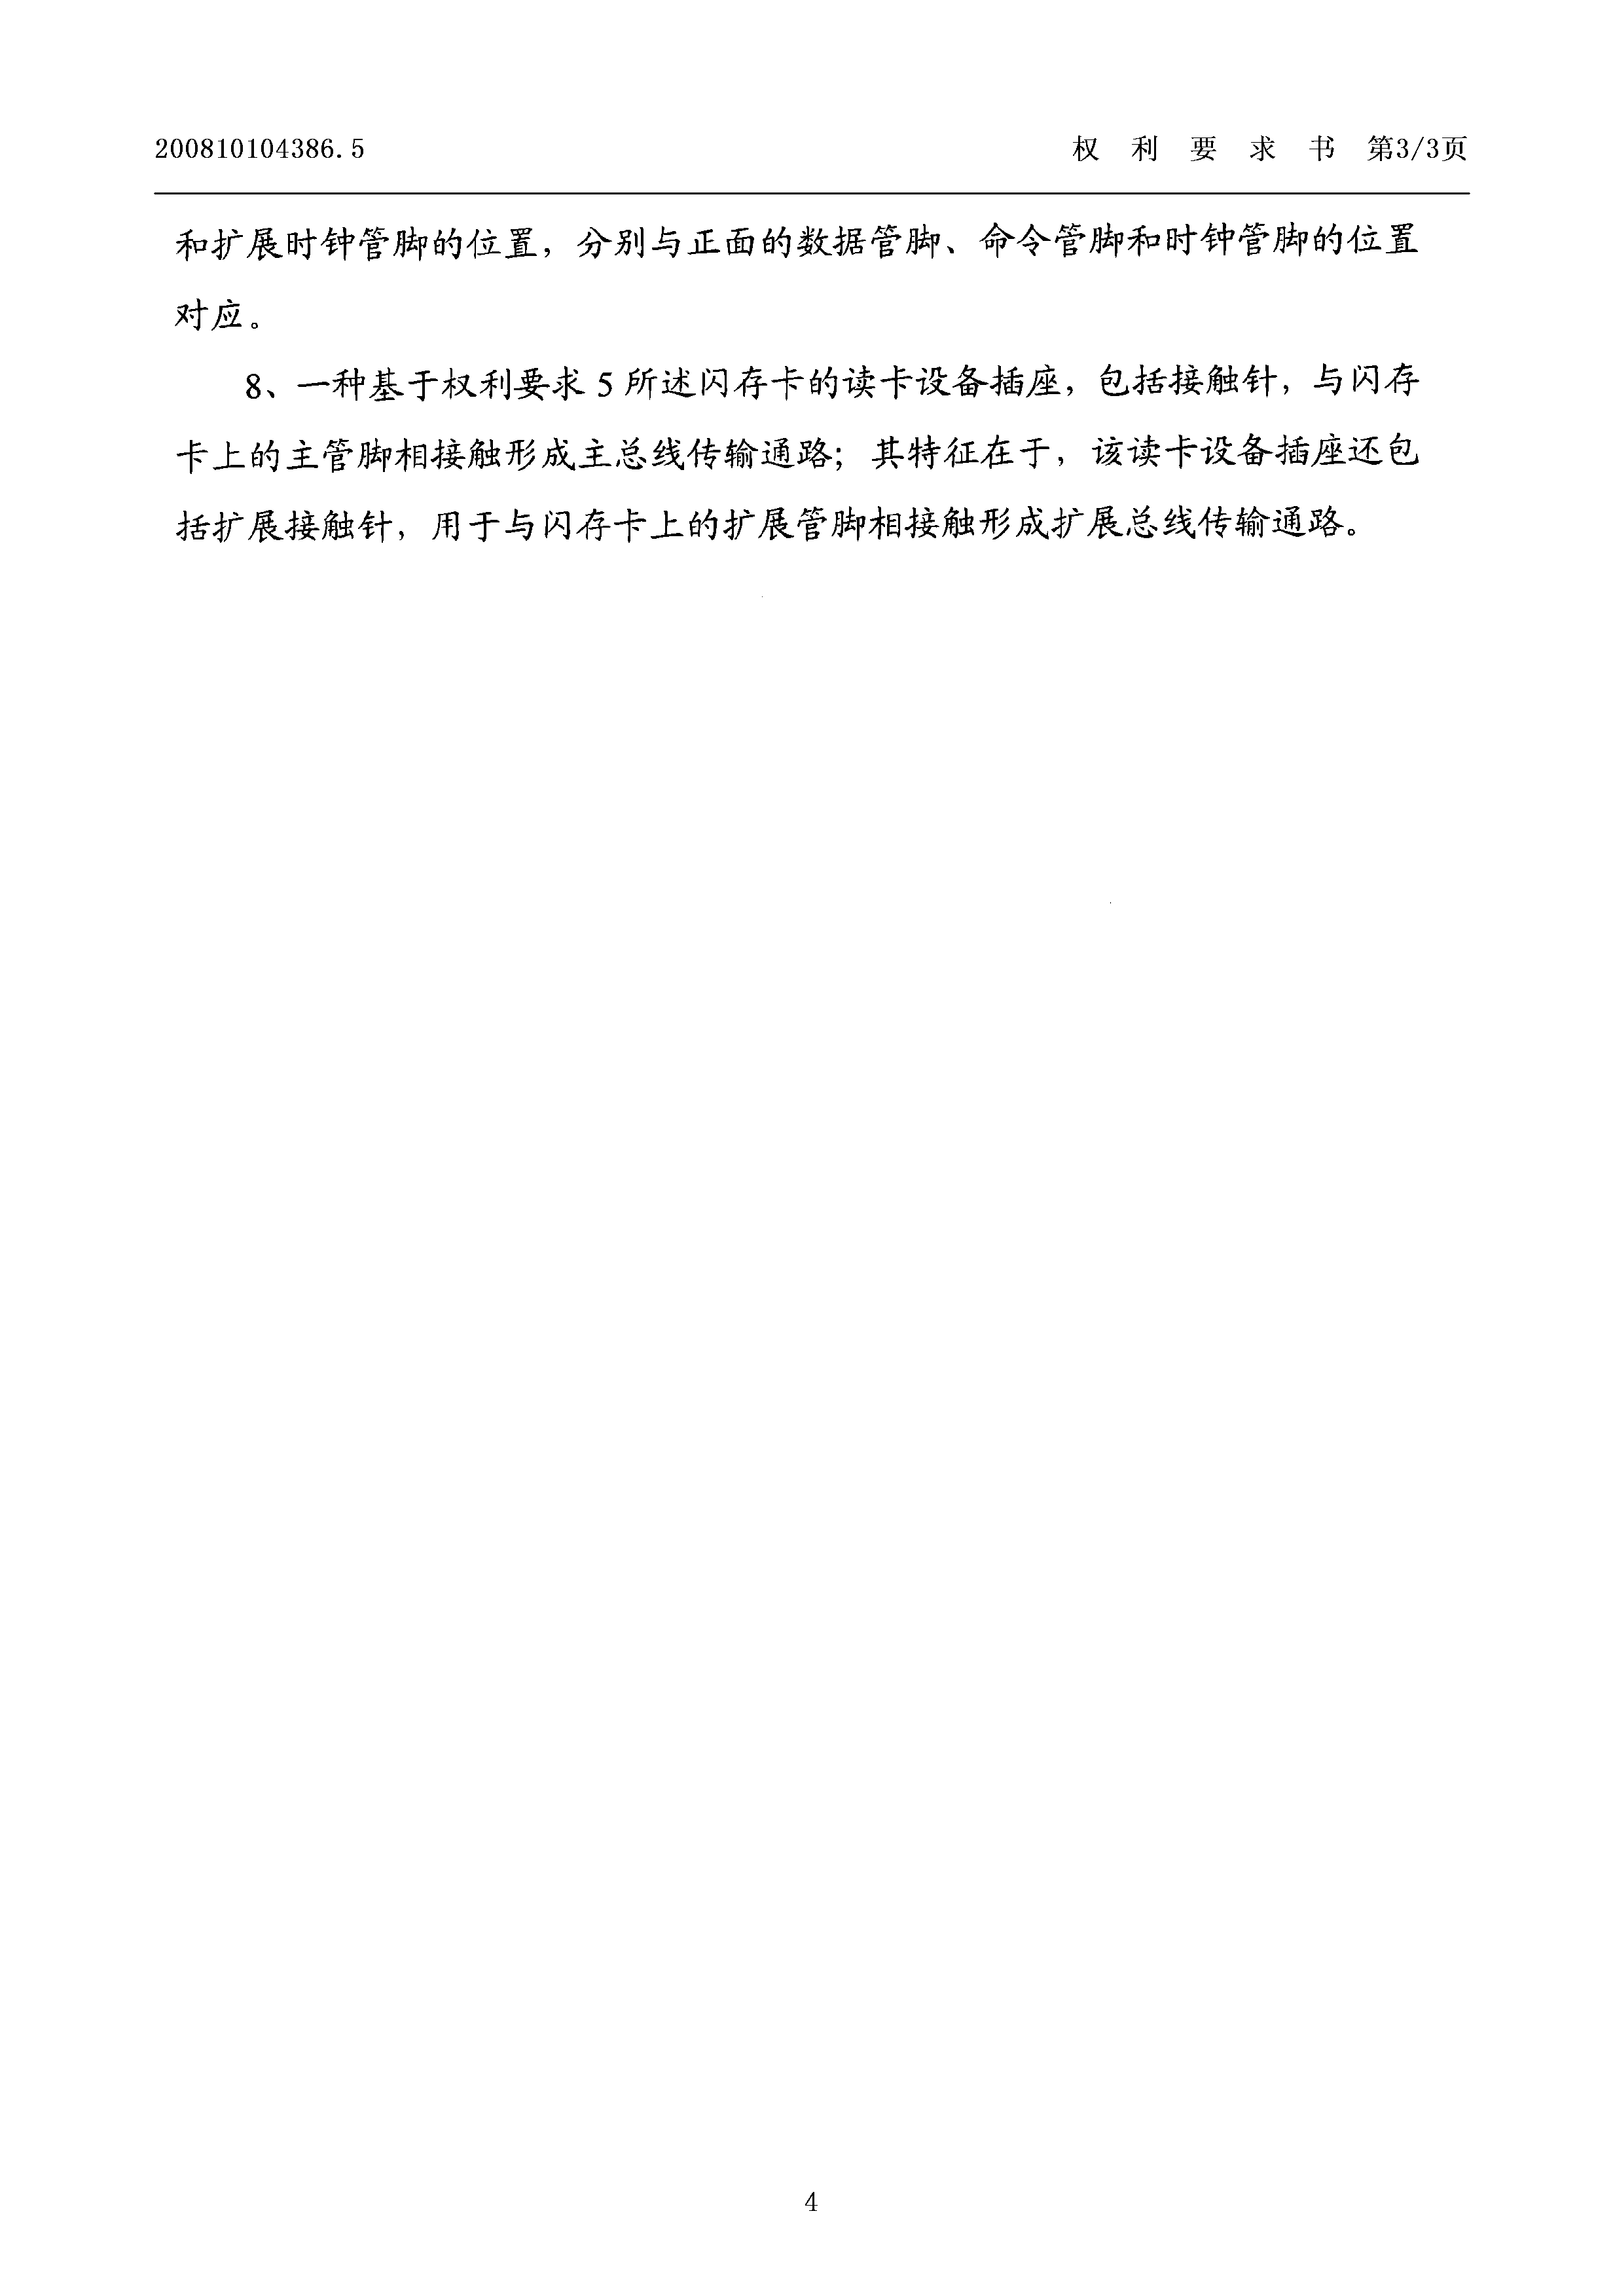 200810104386.5 权 利 要 求 书 第3/3页
和扩展时钟管脚的位置，分别与正面的数据管脚、命令管脚和时钟管脚的位置
对应。
8、一种基于权利要求 5 所述闪存卡的读卡设备插座，包括接触针，与闪存
卡上的主管脚相接触形成主总线传输通路；其特征在于，该读卡设备插座还包
括扩展接触针，用于与闪存卡上的扩展管脚相接触形成扩展总线传输通路。
4